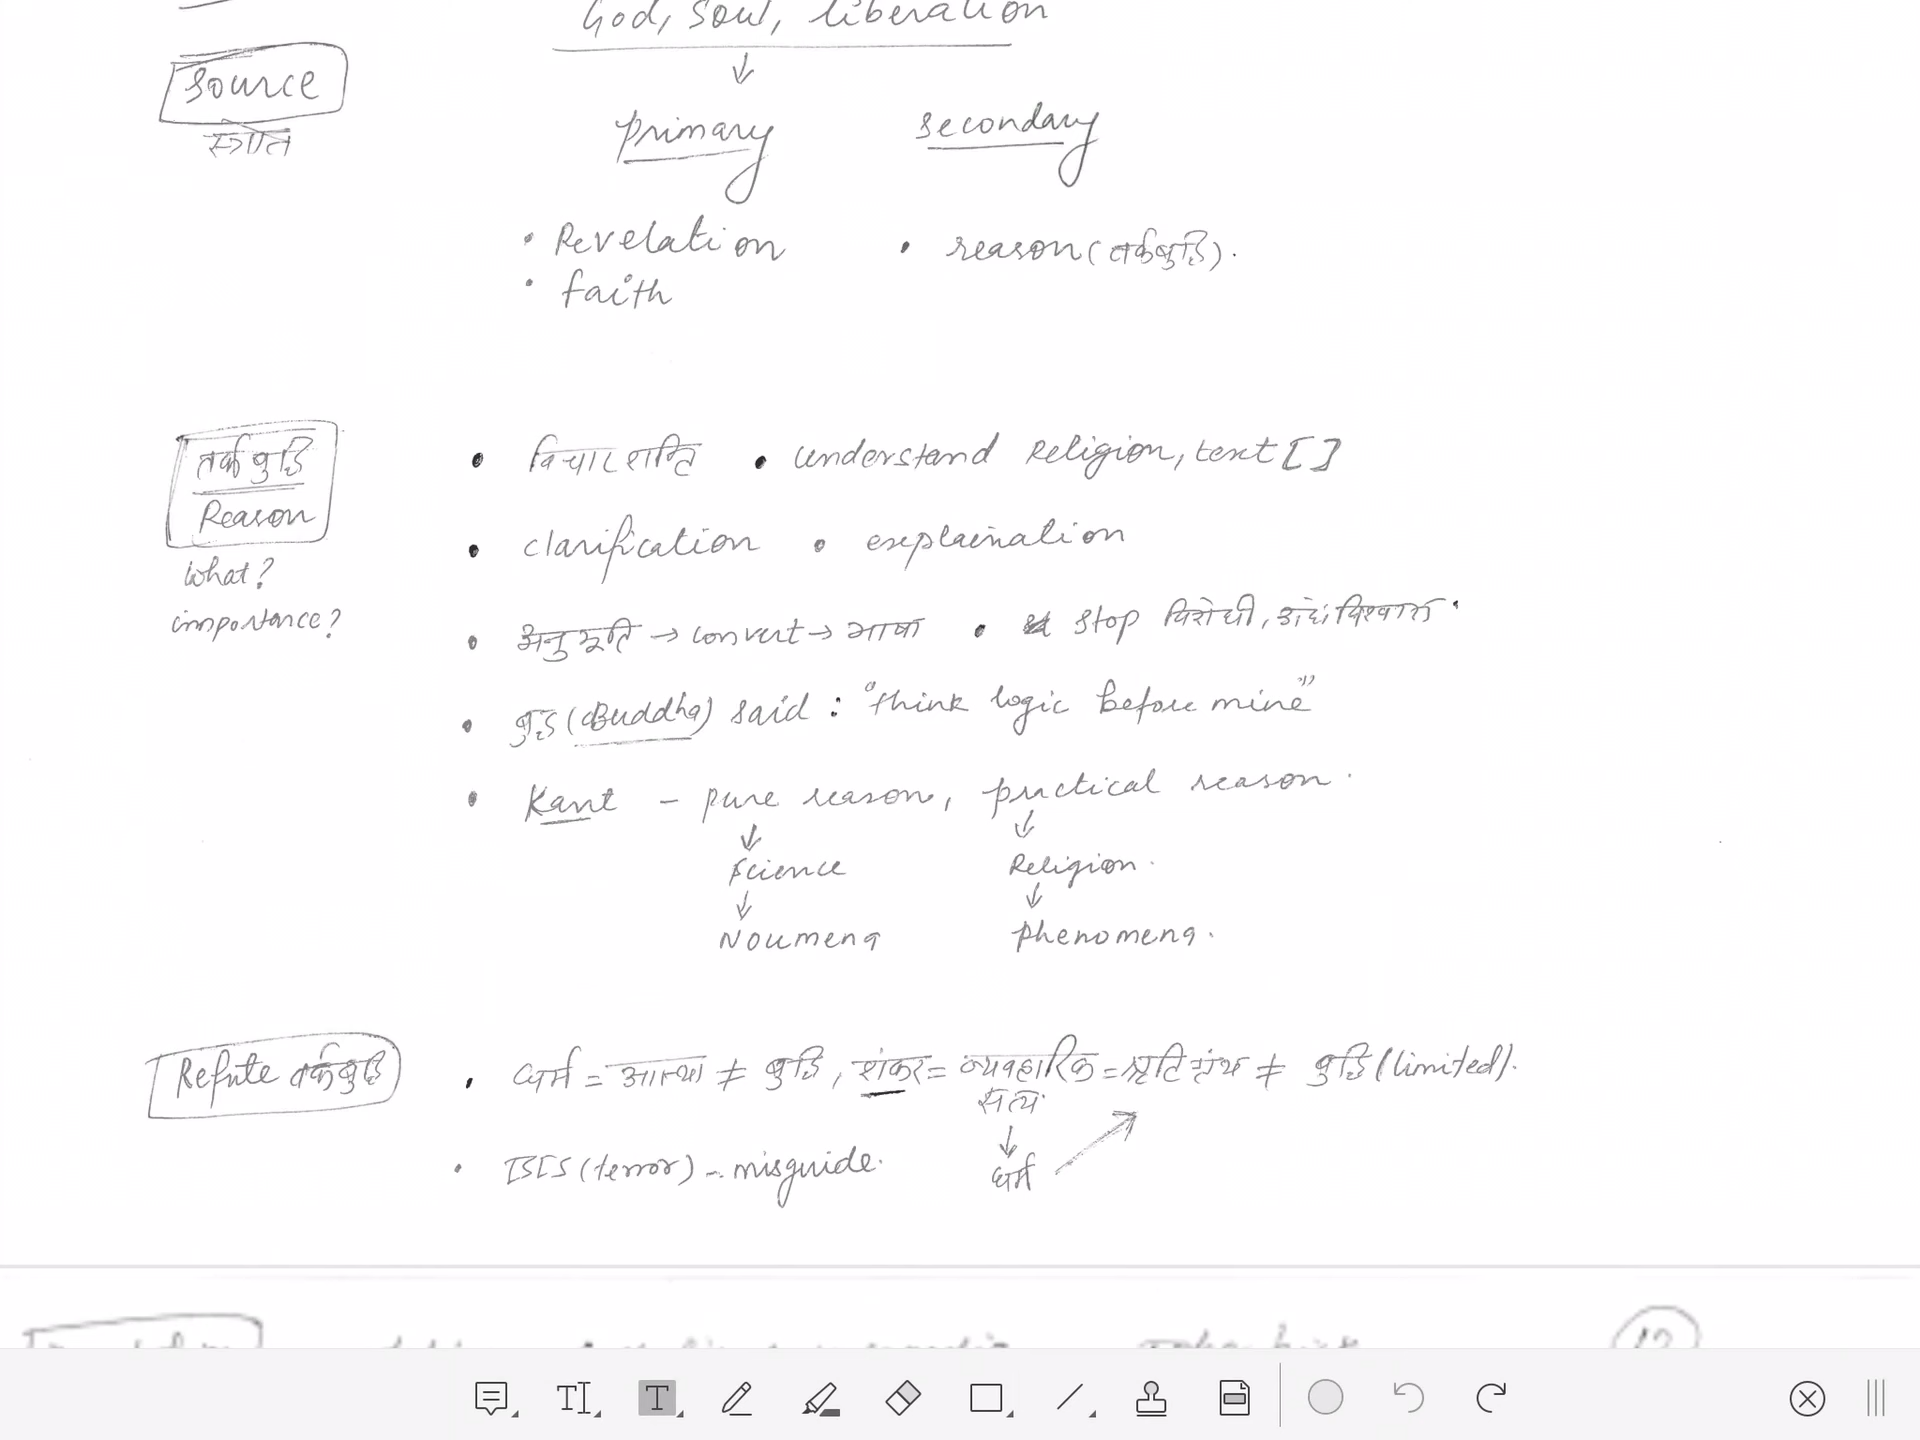 God, Soul, liberation
Source
स्त्रोत
primary secondary
• Revelation • reason (तर्कबुद्धि).
• faith
तर्कबुद्धि
Reason
What?
importance?
• विचारशक्ति • understand Religion, text []
• clarification • explaination
• अनुभूति → convert → भाषा • stop विरोधी, अंधविश्वास
• बुद्ध (Buddha) said : "think logic before mine"
• Kant – pure reason, practical reason.
Science Religion.
Noumena Phenomena.
Refute तर्कबुद्धि
• धर्म = आस्था ≠ बुद्धि, शंकर = व्यवहारिक = श्रुति ग्रंथ ≠ बुद्धि (limited).
सत्य
• ISIS (terror) – misguide. धर्म
12